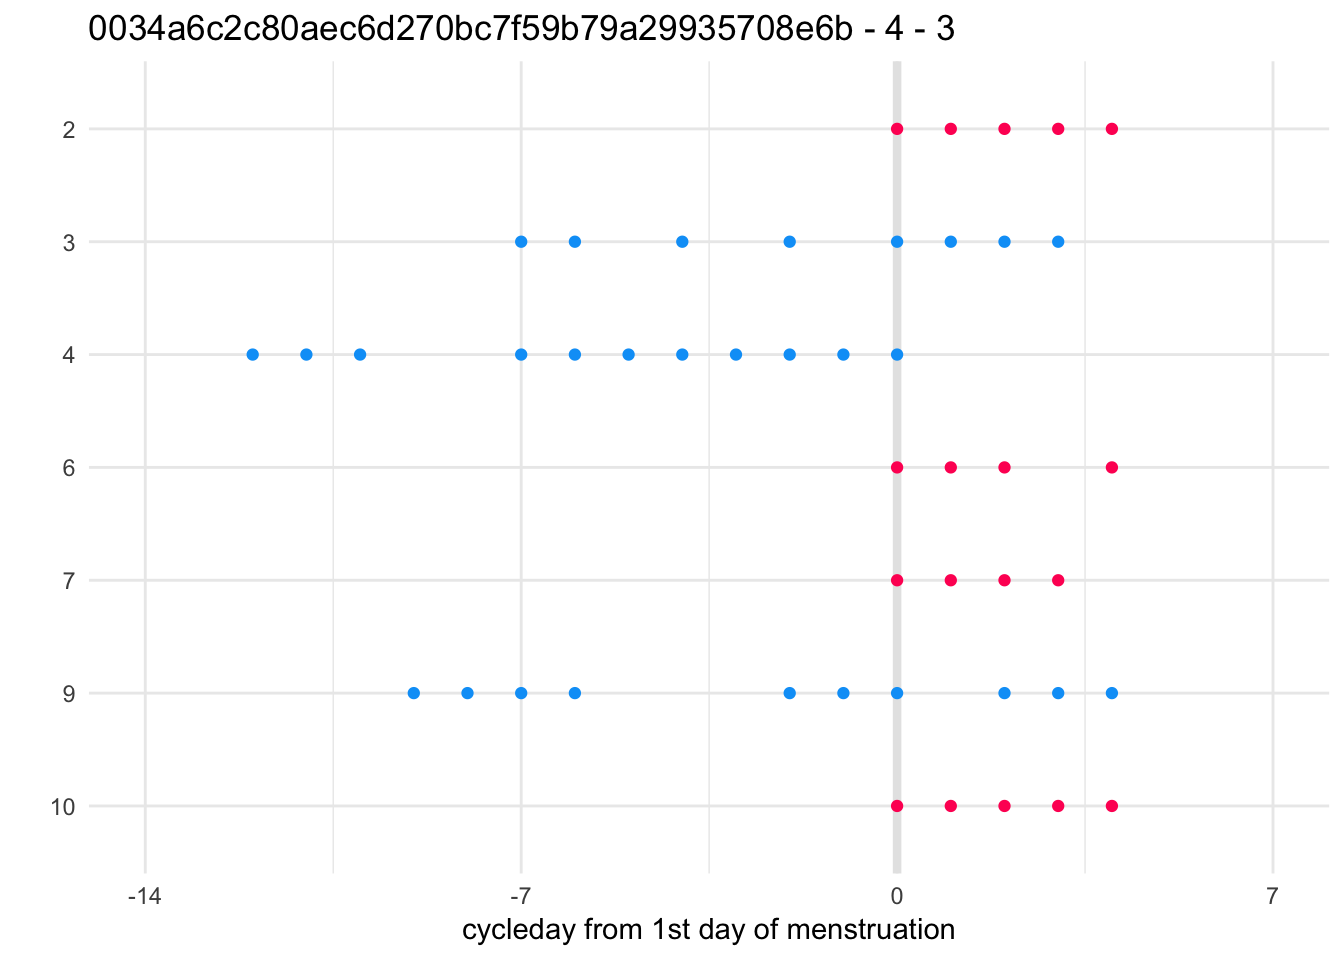 0034a6c2c80aec6d270bc7f59b79a29935708e6b - 4 - 3
2
3
4
6
7
9
10
-14 -7 0 7
cycleday from 1st day of menstruation